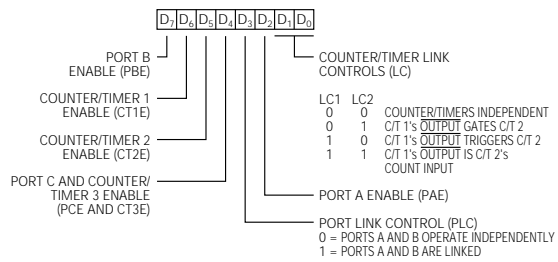 D7 D6 D5 D4 D3 D2 D1 D0
PORT B
ENABLE (PBE)
COUNTER/TIMER 1
ENABLE (CT1E)
COUNTER/TIMER 2
ENABLE (CT2E)
PORT C AND COUNTER/
TIMER 3 ENABLE
(PCE AND CT3E)
COUNTER/TIMER LINK
CONTROLS (LC)
LC1 LC2
0 0 COUNTER/TIMERS INDEPENDENT
0 1 C/T 1's OUTPUT GATES C/T 2
1 0 C/T 1's OUTPUT TRIGGERS C/T 2
1 1 C/T 1's OUTPUT IS C/T 2's
COUNT INPUT
PORT A ENABLE (PAE)
PORT LINK CONTROL (PLC)
0 = PORTS A AND B OPERATE INDEPENDENTLY
1 = PORTS A AND B ARE LINKED